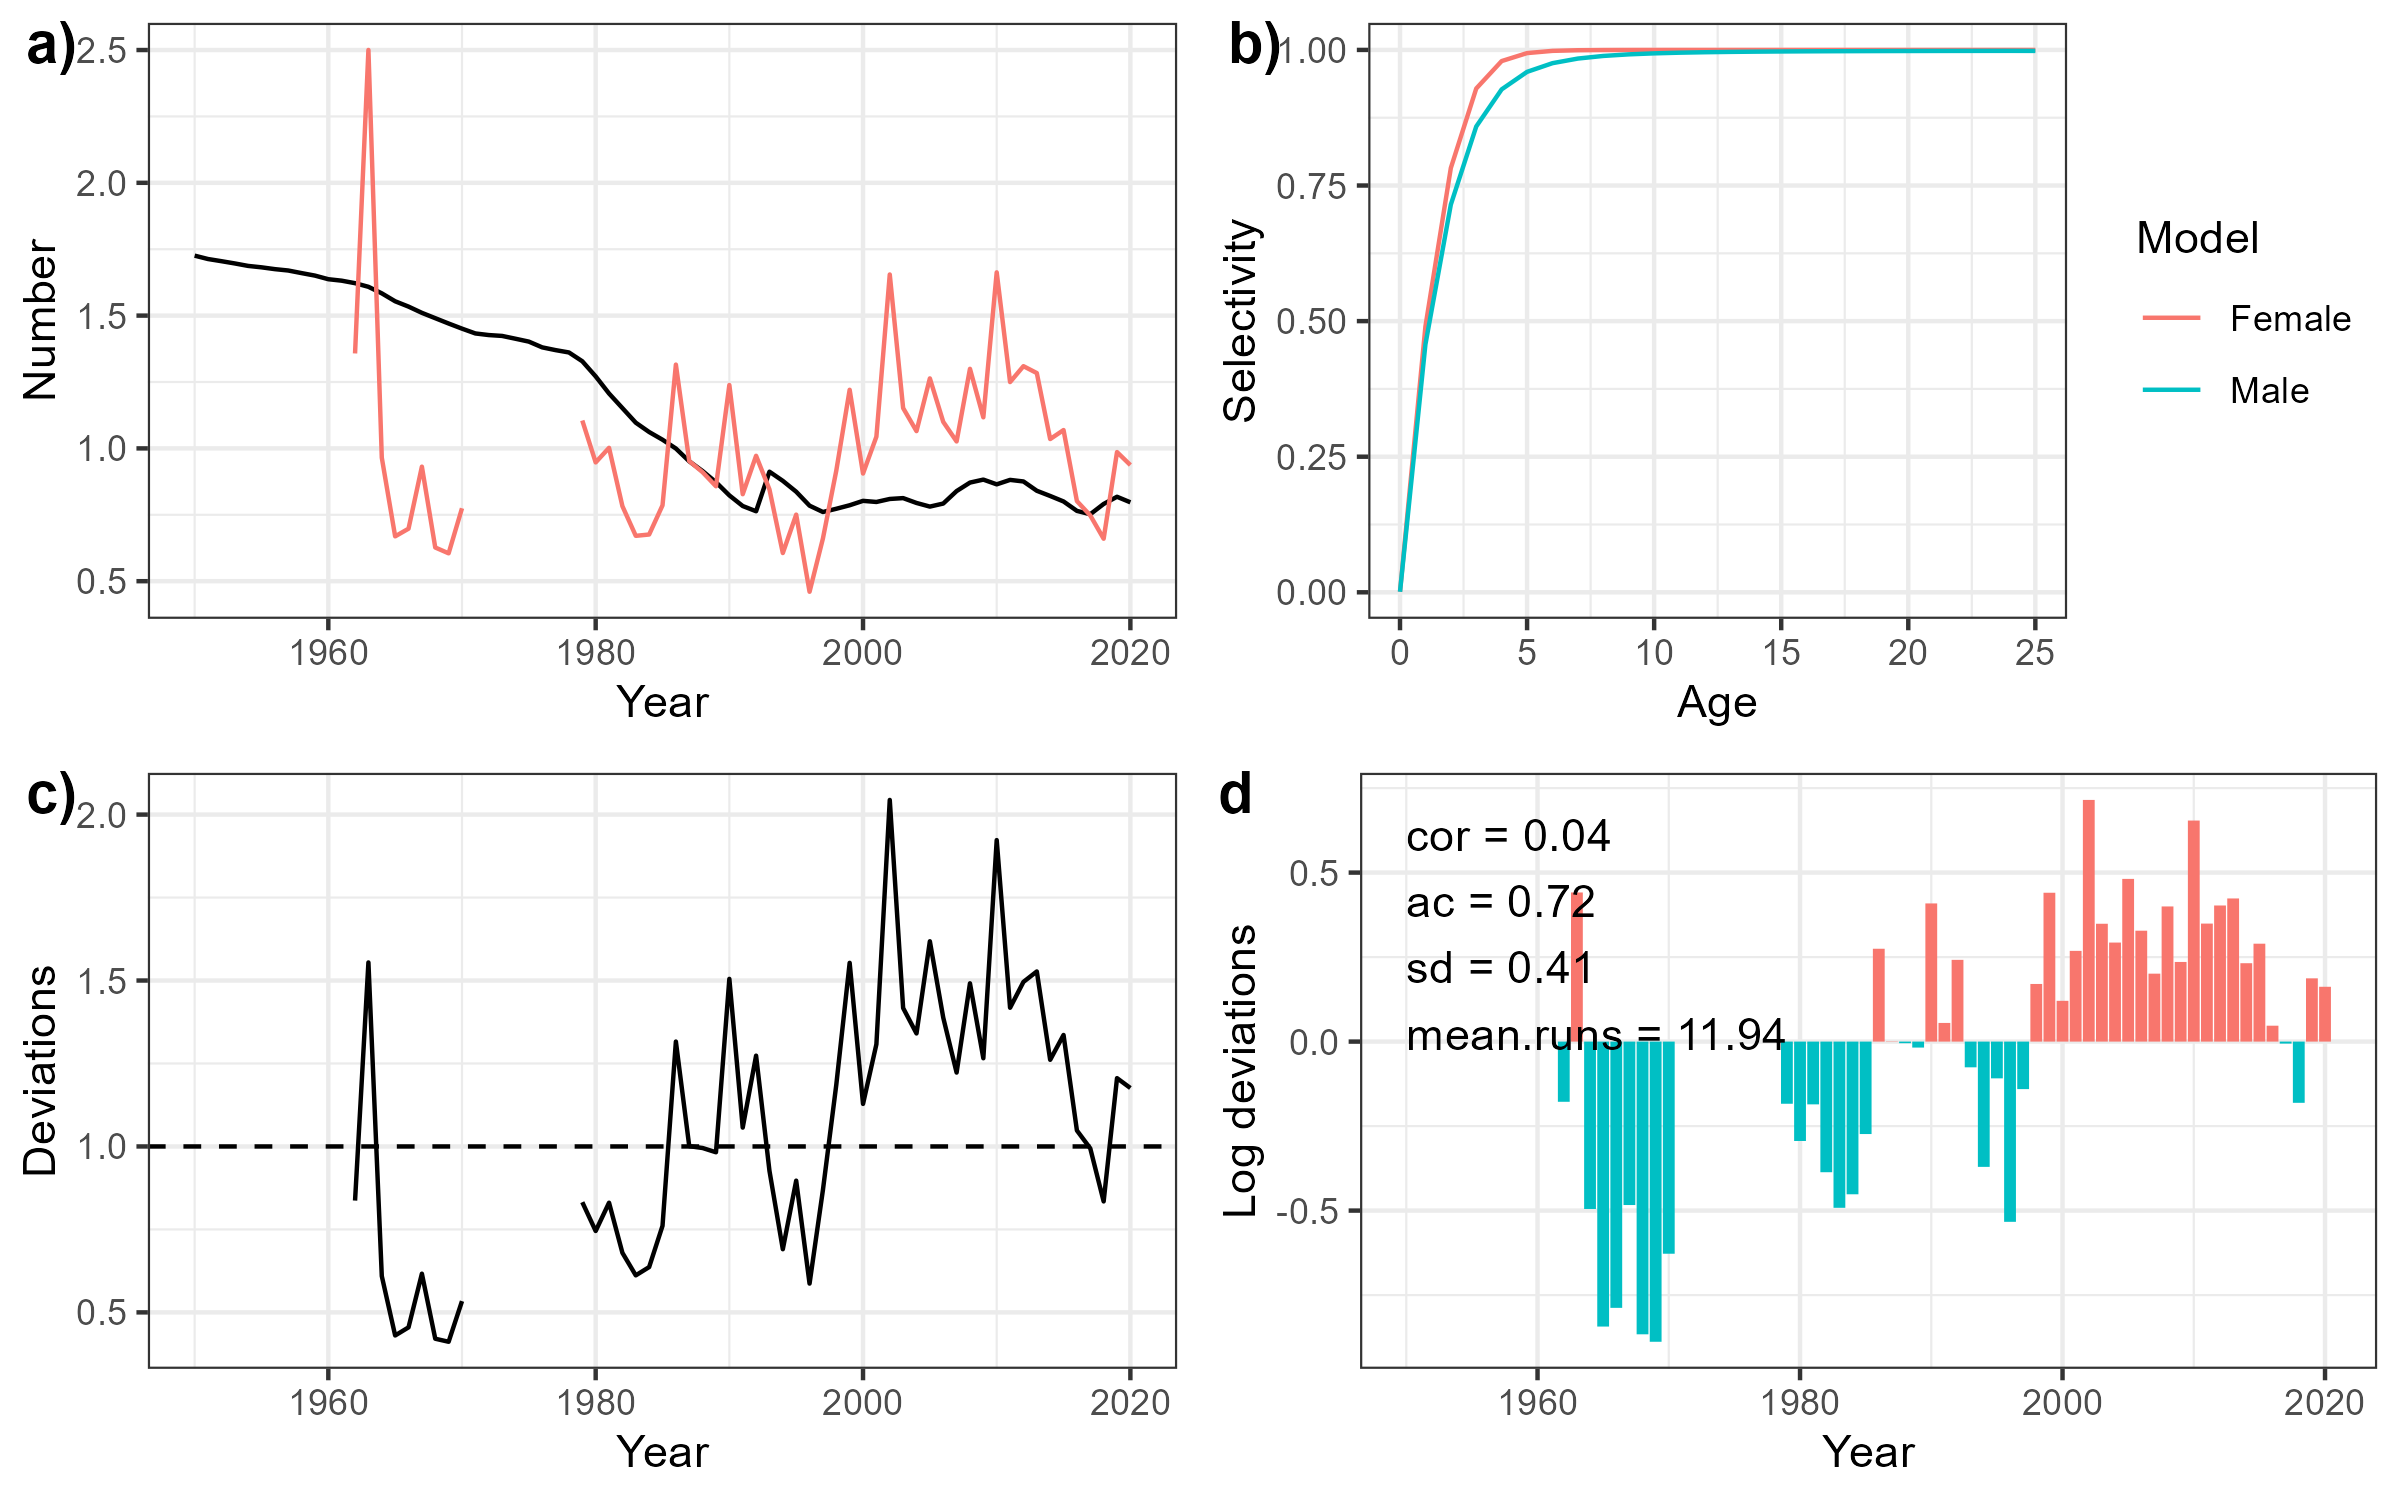 a)
2.5
2.0
1.5
1.0
0.5
Number
1960 1980 2000 2020
Year
b)
1.00
0.75
0.50
0.25
0.00
Selectivity
0 5 10 15 20 25
Age
Model
Female
Male
c)
2.0
1.5
1.0
0.5
Deviations
1960 1980 2000 2020
Year
d
cor = 0.04
ac = 0.72
sd = 0.41
mean.runs = 11.94
0.5
0.0
-0.5
Log deviations
1960 1980 2000 2020
Year